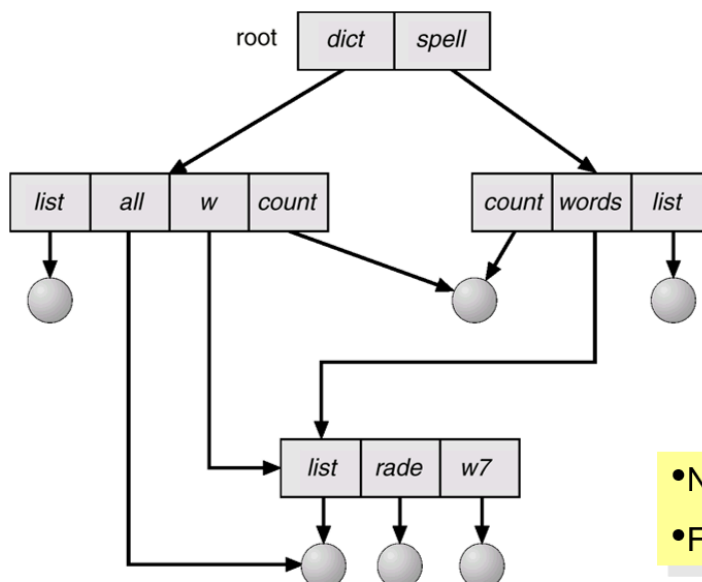 root dict spell
list all w count count words list
list rade w7
•N
•F